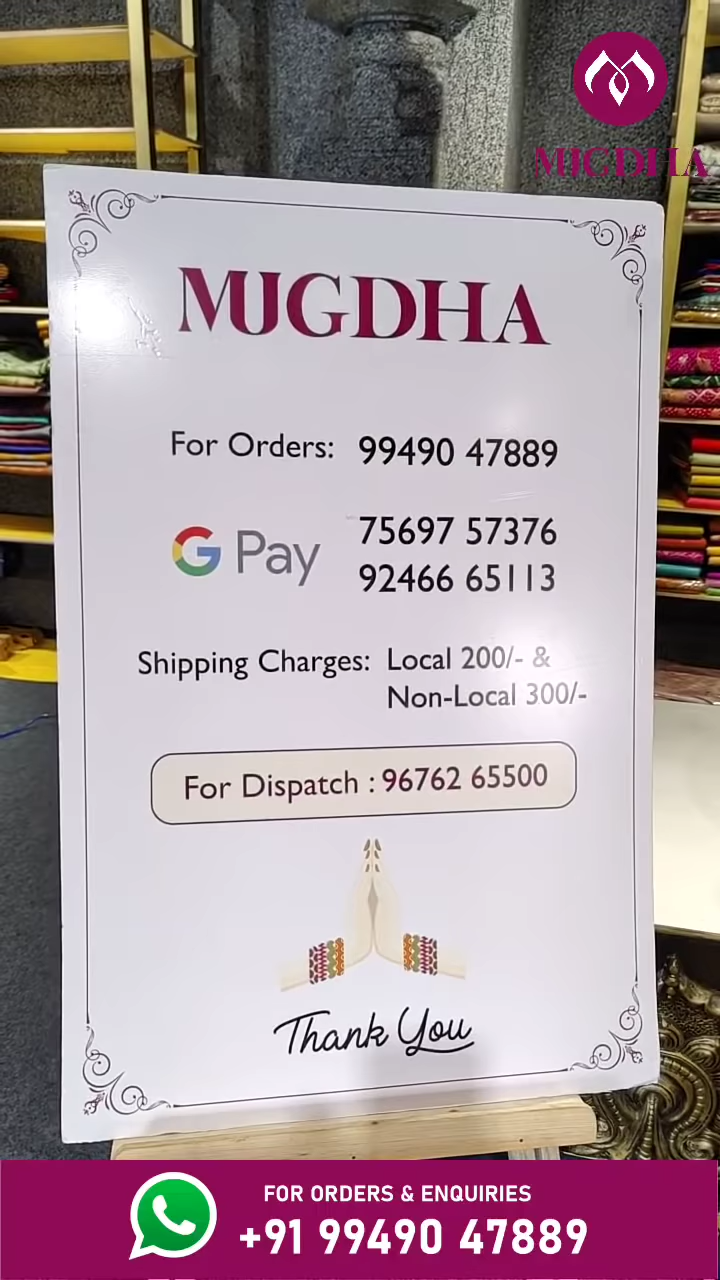 MUGDHA
MUGDHA
For Orders: 99490 47889
G Pay 75697 57376
92466 65113
Shipping Charges: Local 200/- &
Non-Local 300/-
For Dispatch : 96762 65500
Thank You
FOR ORDERS & ENQUIRIES
+91 99490 47889